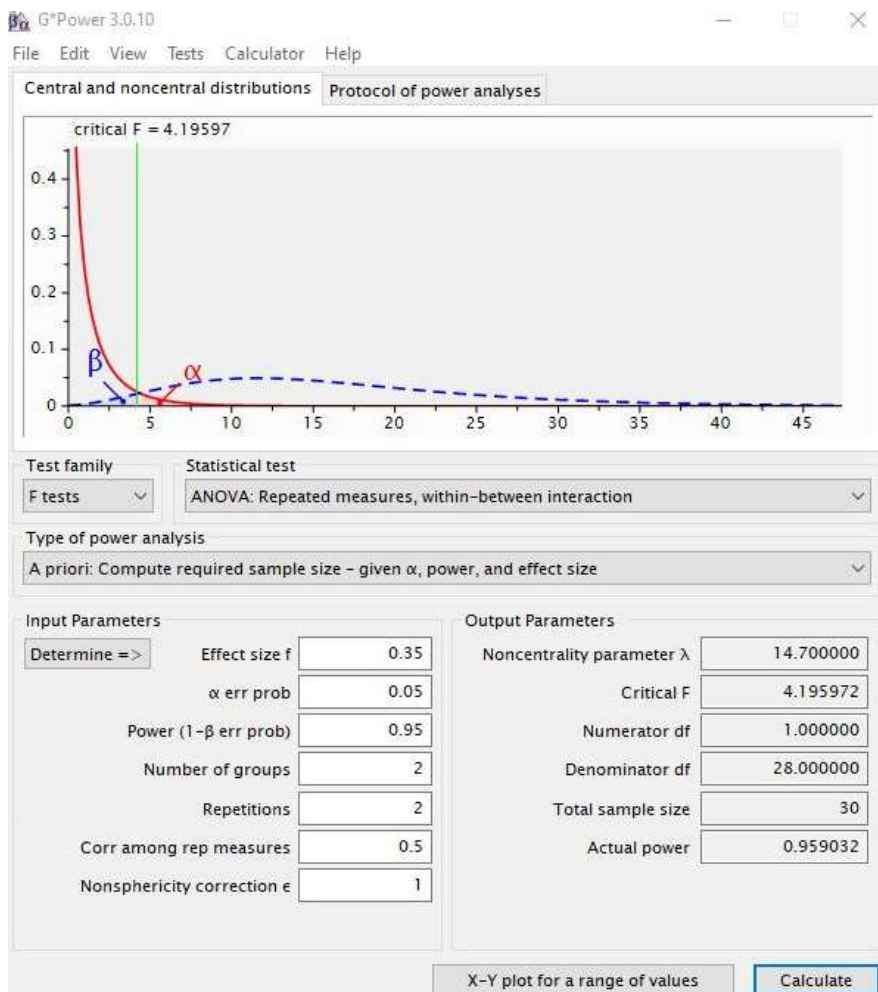 βα G*Power 3.0.10
File Edit View Tests Calculator Help
Central and noncentral distributions Protocol of power analyses
critical F = 4.19597
0.4
0.3
0.2
0.1
0
β
α
0 5 10 15 20 25 30 35 40 45
Test family Statistical test
F tests ANOVA: Repeated measures, within-between interaction
Type of power analysis
A priori: Compute required sample size – given α, power, and effect size
Input Parameters Output Parameters
Determine => Effect size f 0.35 Noncentrality parameter λ 14.700000
α err prob 0.05 Critical F 4.195972
Power (1-β err prob) 0.95 Numerator df 1.000000
Number of groups 2 Denominator df 28.000000
Repetitions 2 Total sample size 30
Corr among rep measures 0.5 Actual power 0.959032
Nonsphericity correction ϵ 1
X-Y plot for a range of values Calculate